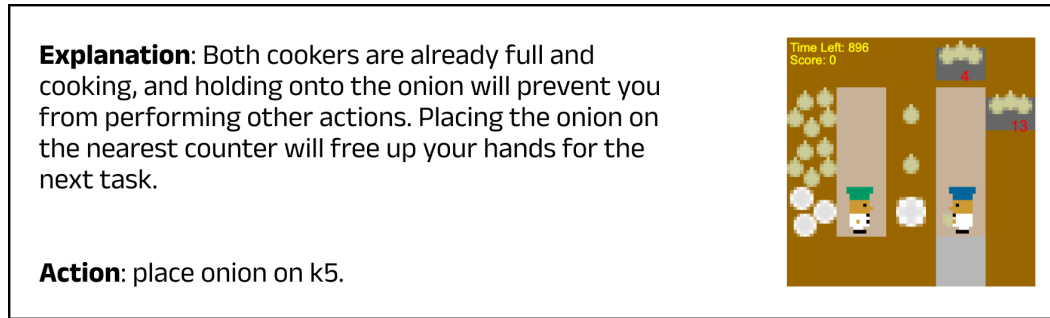 Explanation: Both cookers are already full and
cooking, and holding onto the onion will prevent you
from performing other actions. Placing the onion on
the nearest counter will free up your hands for the
next task.
Action: place onion on k5.
Time Left: 896
Score: 0
4
13